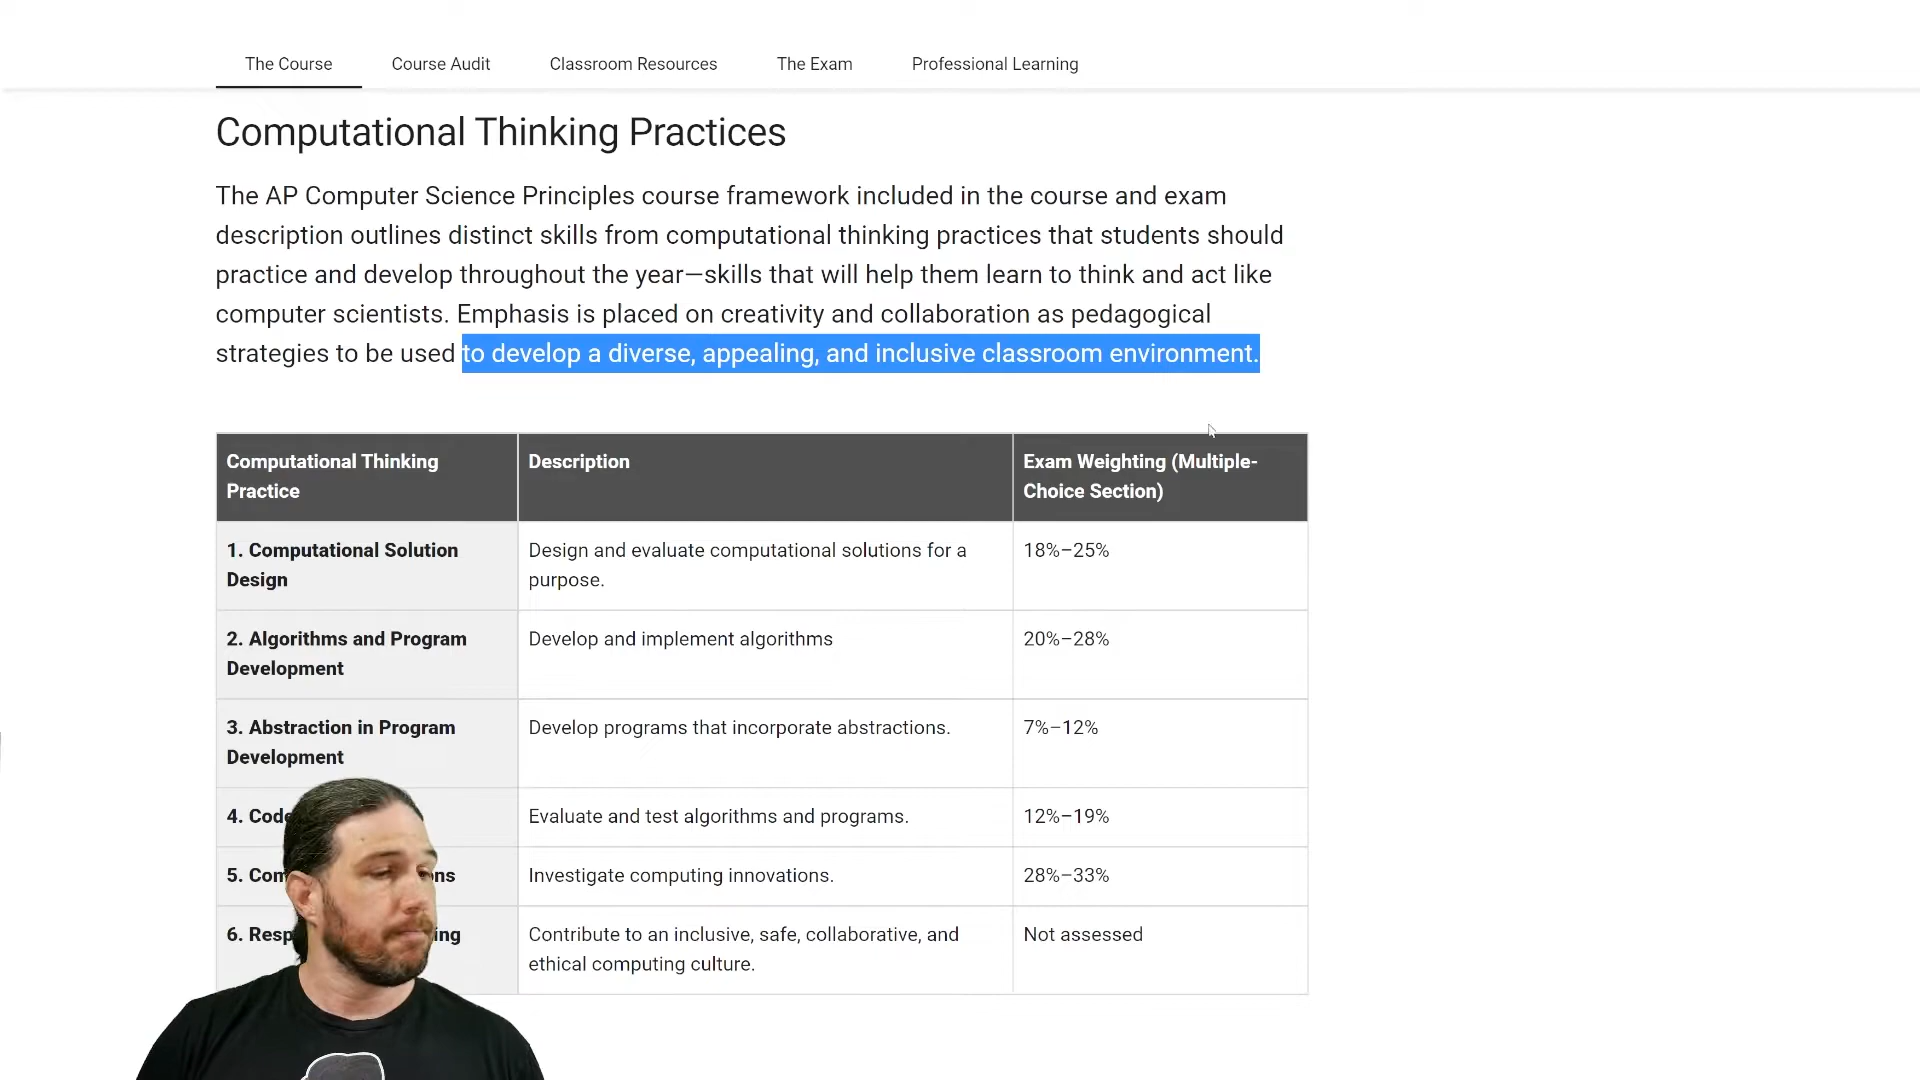 The Course Course Audit Classroom Resources The Exam Professional Learning
Computational Thinking Practices
The AP Computer Science Principles course framework included in the course and exam
description outlines distinct skills from computational thinking practices that students should
practice and develop throughout the year—skills that will help them learn to think and act like
computer scientists. Emphasis is placed on creativity and collaboration as pedagogical
strategies to be used to develop a diverse, appealing, and inclusive classroom environment.
Computational Thinking
Practice
Description
Exam Weighting (Multiple-
Choice Section)
1. Computational Solution
Design
Design and evaluate computational solutions for a
purpose.
18%–25%
2. Algorithms and Program
Development
Develop and implement algorithms
20%–28%
3. Abstraction in Program
Development
Develop programs that incorporate abstractions.
7%–12%
4. Code
Evaluate and test algorithms and programs.
12%–19%
5.
Investigate computing innovations.
28%–33%
6.
Contribute to an inclusive, safe, collaborative, and
ethical computing culture.
Not assessed